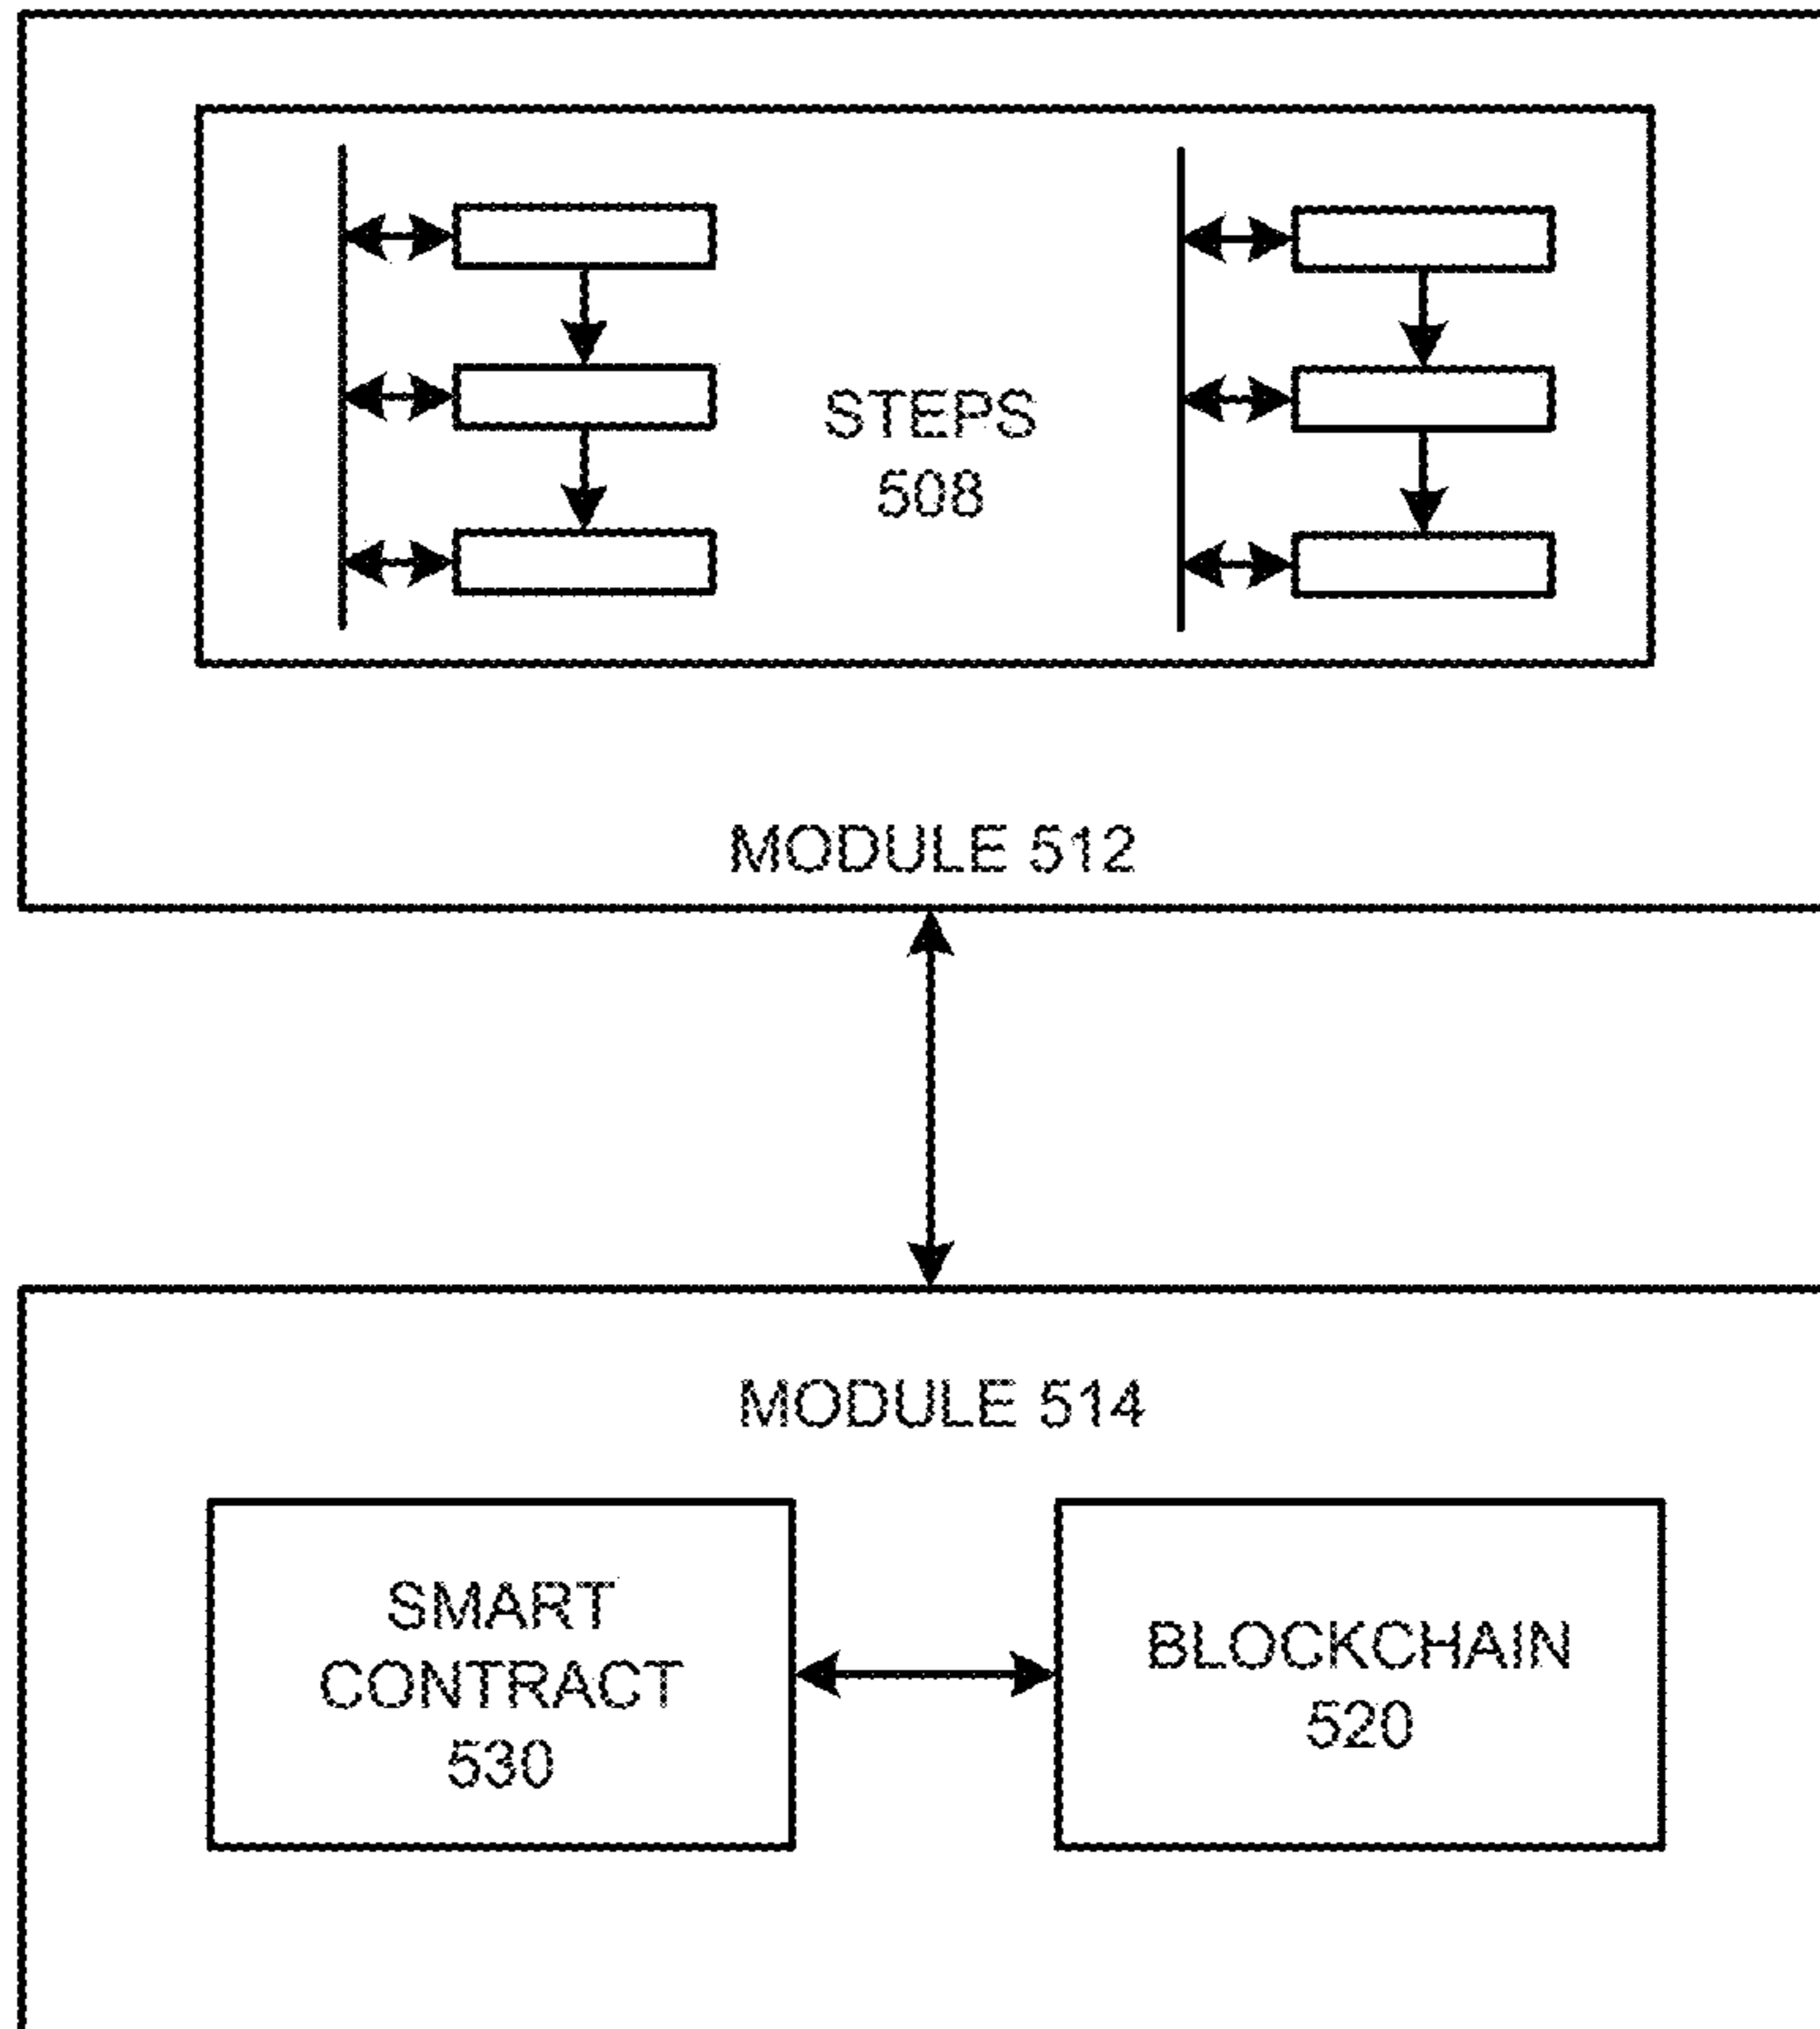 STEPS
508
MODULE 512
MODULE 514
SMART
CONTRACT
530
BLOCKCHAIN
520